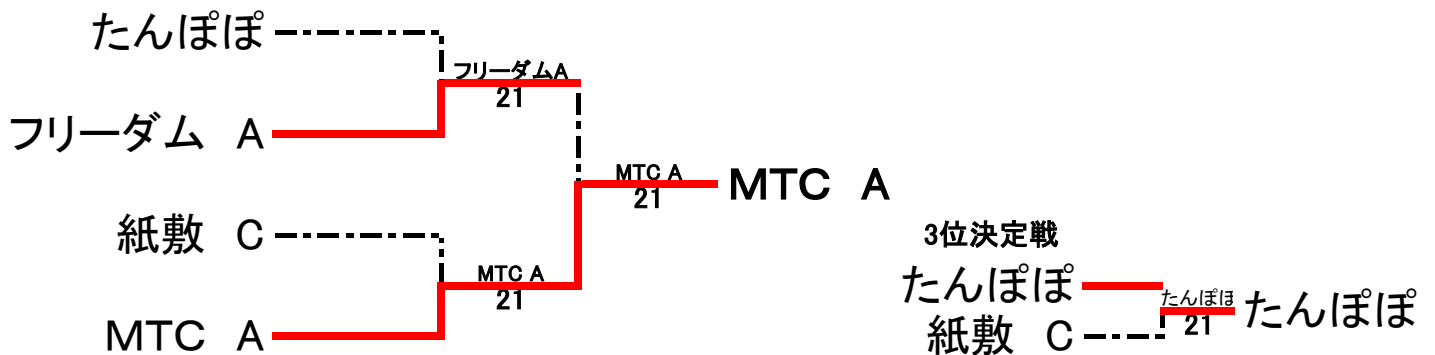 たんぽぽ
フリーダムA
21
フリーダム　A
MTC A
21
MTC　A
紙敷　C
MTC A
21
MTC　A
3位決定戦
たんぽぽ
たんぽぽ
21
たんぽぽ
紙敷　C